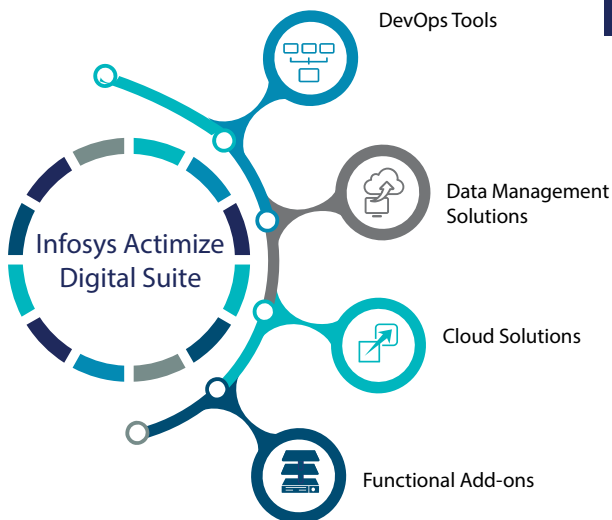 DevOps Tools
Infosys Actimize
Digital Suite
Data Management
Solutions
Cloud Solutions
Functional Add-ons